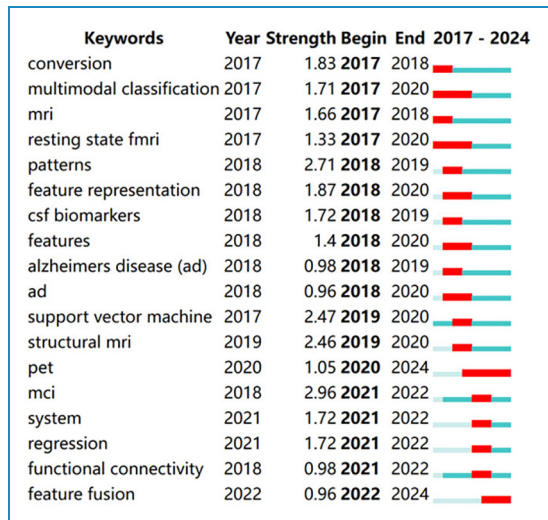 Keywords Year Strength Begin End 2017 - 2024
conversion 2017 1.83 2017 2018
multimodal classification 2017 1.71 2017 2020
mri 2017 1.66 2017 2018
resting state fmri 2017 1.33 2017 2020
patterns 2018 2.71 2018 2019
feature representation 2018 1.87 2018 2020
csf biomarkers 2018 1.72 2018 2019
features 2018 1.4 2018 2020
alzheimers disease (ad) 2018 0.98 2018 2019
ad 2018 0.96 2018 2020
support vector machine 2017 2.47 2019 2020
structural mri 2019 2.46 2019 2020
pet 2020 1.05 2020 2024
mci 2018 2.96 2021 2022
system 2021 1.72 2021 2022
regression 2021 1.72 2021 2022
functional connectivity 2018 0.98 2021 2022
feature fusion 2022 0.96 2022 2024